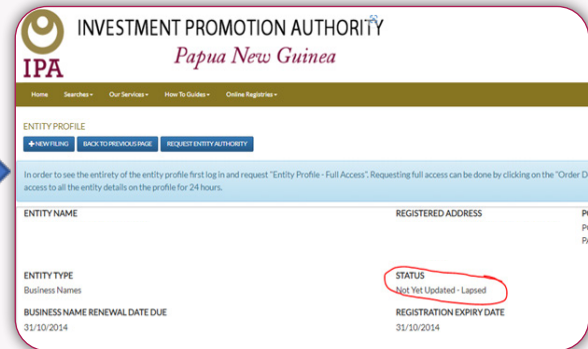 INVESTMENT PROMOTION AUTHORITY
Papua New Guinea
IPA
Home Searches Our Services How To Guides Online Registries
ENTITY PROFILE
+NEW FILING BACK TO PREVIOUS PAGE REQUEST ENTITY AUTHORITY
In order to see the entirety of the entity profile first log in and request "Entity Profile - Full Access". Requesting full access can be done by clicking on the "Order D
access to all the entity details on the profile for 24 hours.
ENTITY NAME REGISTERED ADDRESS
ENTITY TYPE STATUS
Business Names Not Yet Updated - Lapsed
BUSINESS NAME RENEWAL DATE DUE REGISTRATION EXPIRY DATE
31/10/2014 31/10/2014